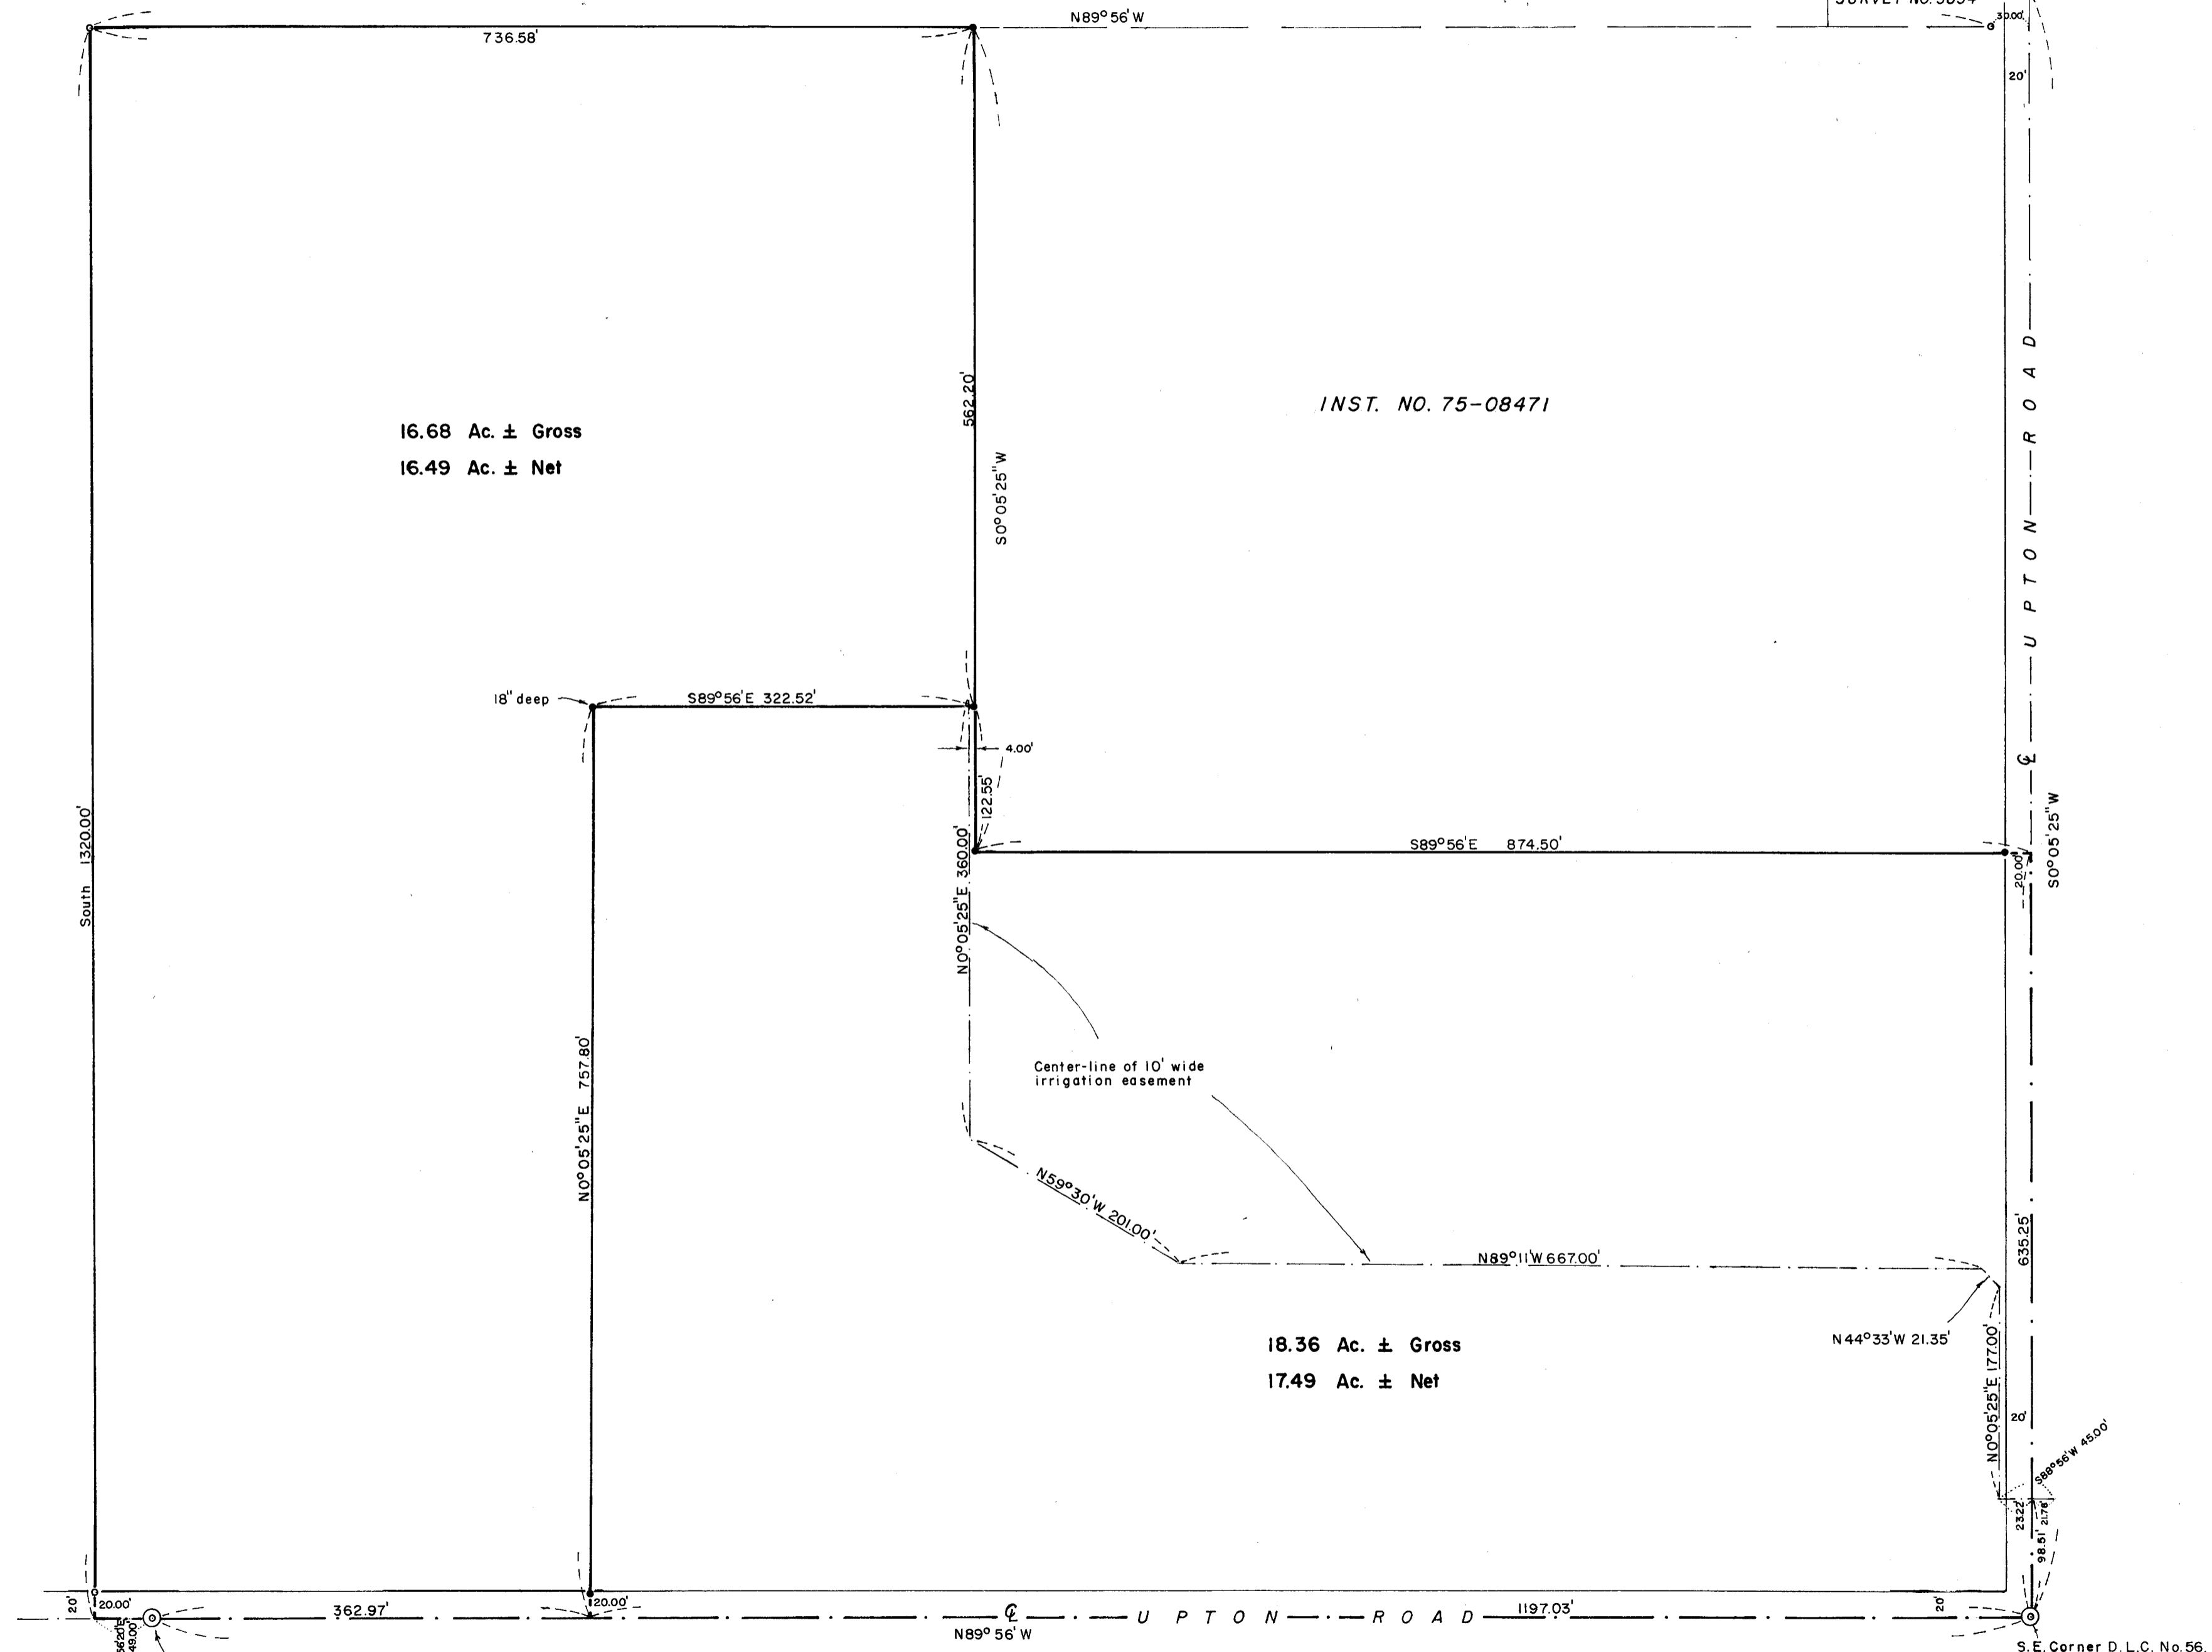 N89°56'W
736.58'
30.00'
20'
562.20'
S0°05'25"W
INST. NO. 75-08471
16.68 Ac. ± Gross
16.49 Ac. ± Net
UPTON ROAD
18" deep
S89°56'E 322.52'
4.00'
122.55'
℄
S0°05'25"W
South 1320.00'
S89°56'E 874.50'
20.00'
N0°05'25"E 360.00'
N0°05'25"E 757.80'
Center-line of 10' wide
irrigation easement
N59°30'W 201.00'
N89°11'W 667.00'
635.25'
N44°33'W 21.35'
N0°05'25"E 177.00'
18.36 Ac. ± Gross
17.49 Ac. ± Net
20'
S88°56'W 45.00'
23.22'
21.78'
98.51'
20'
20.00'
362.97'
20.00'
℄ UPTON ROAD
1197.03'
20'
N89°56'W
49.00'
S.E. Corner D.L.C. No. 56,